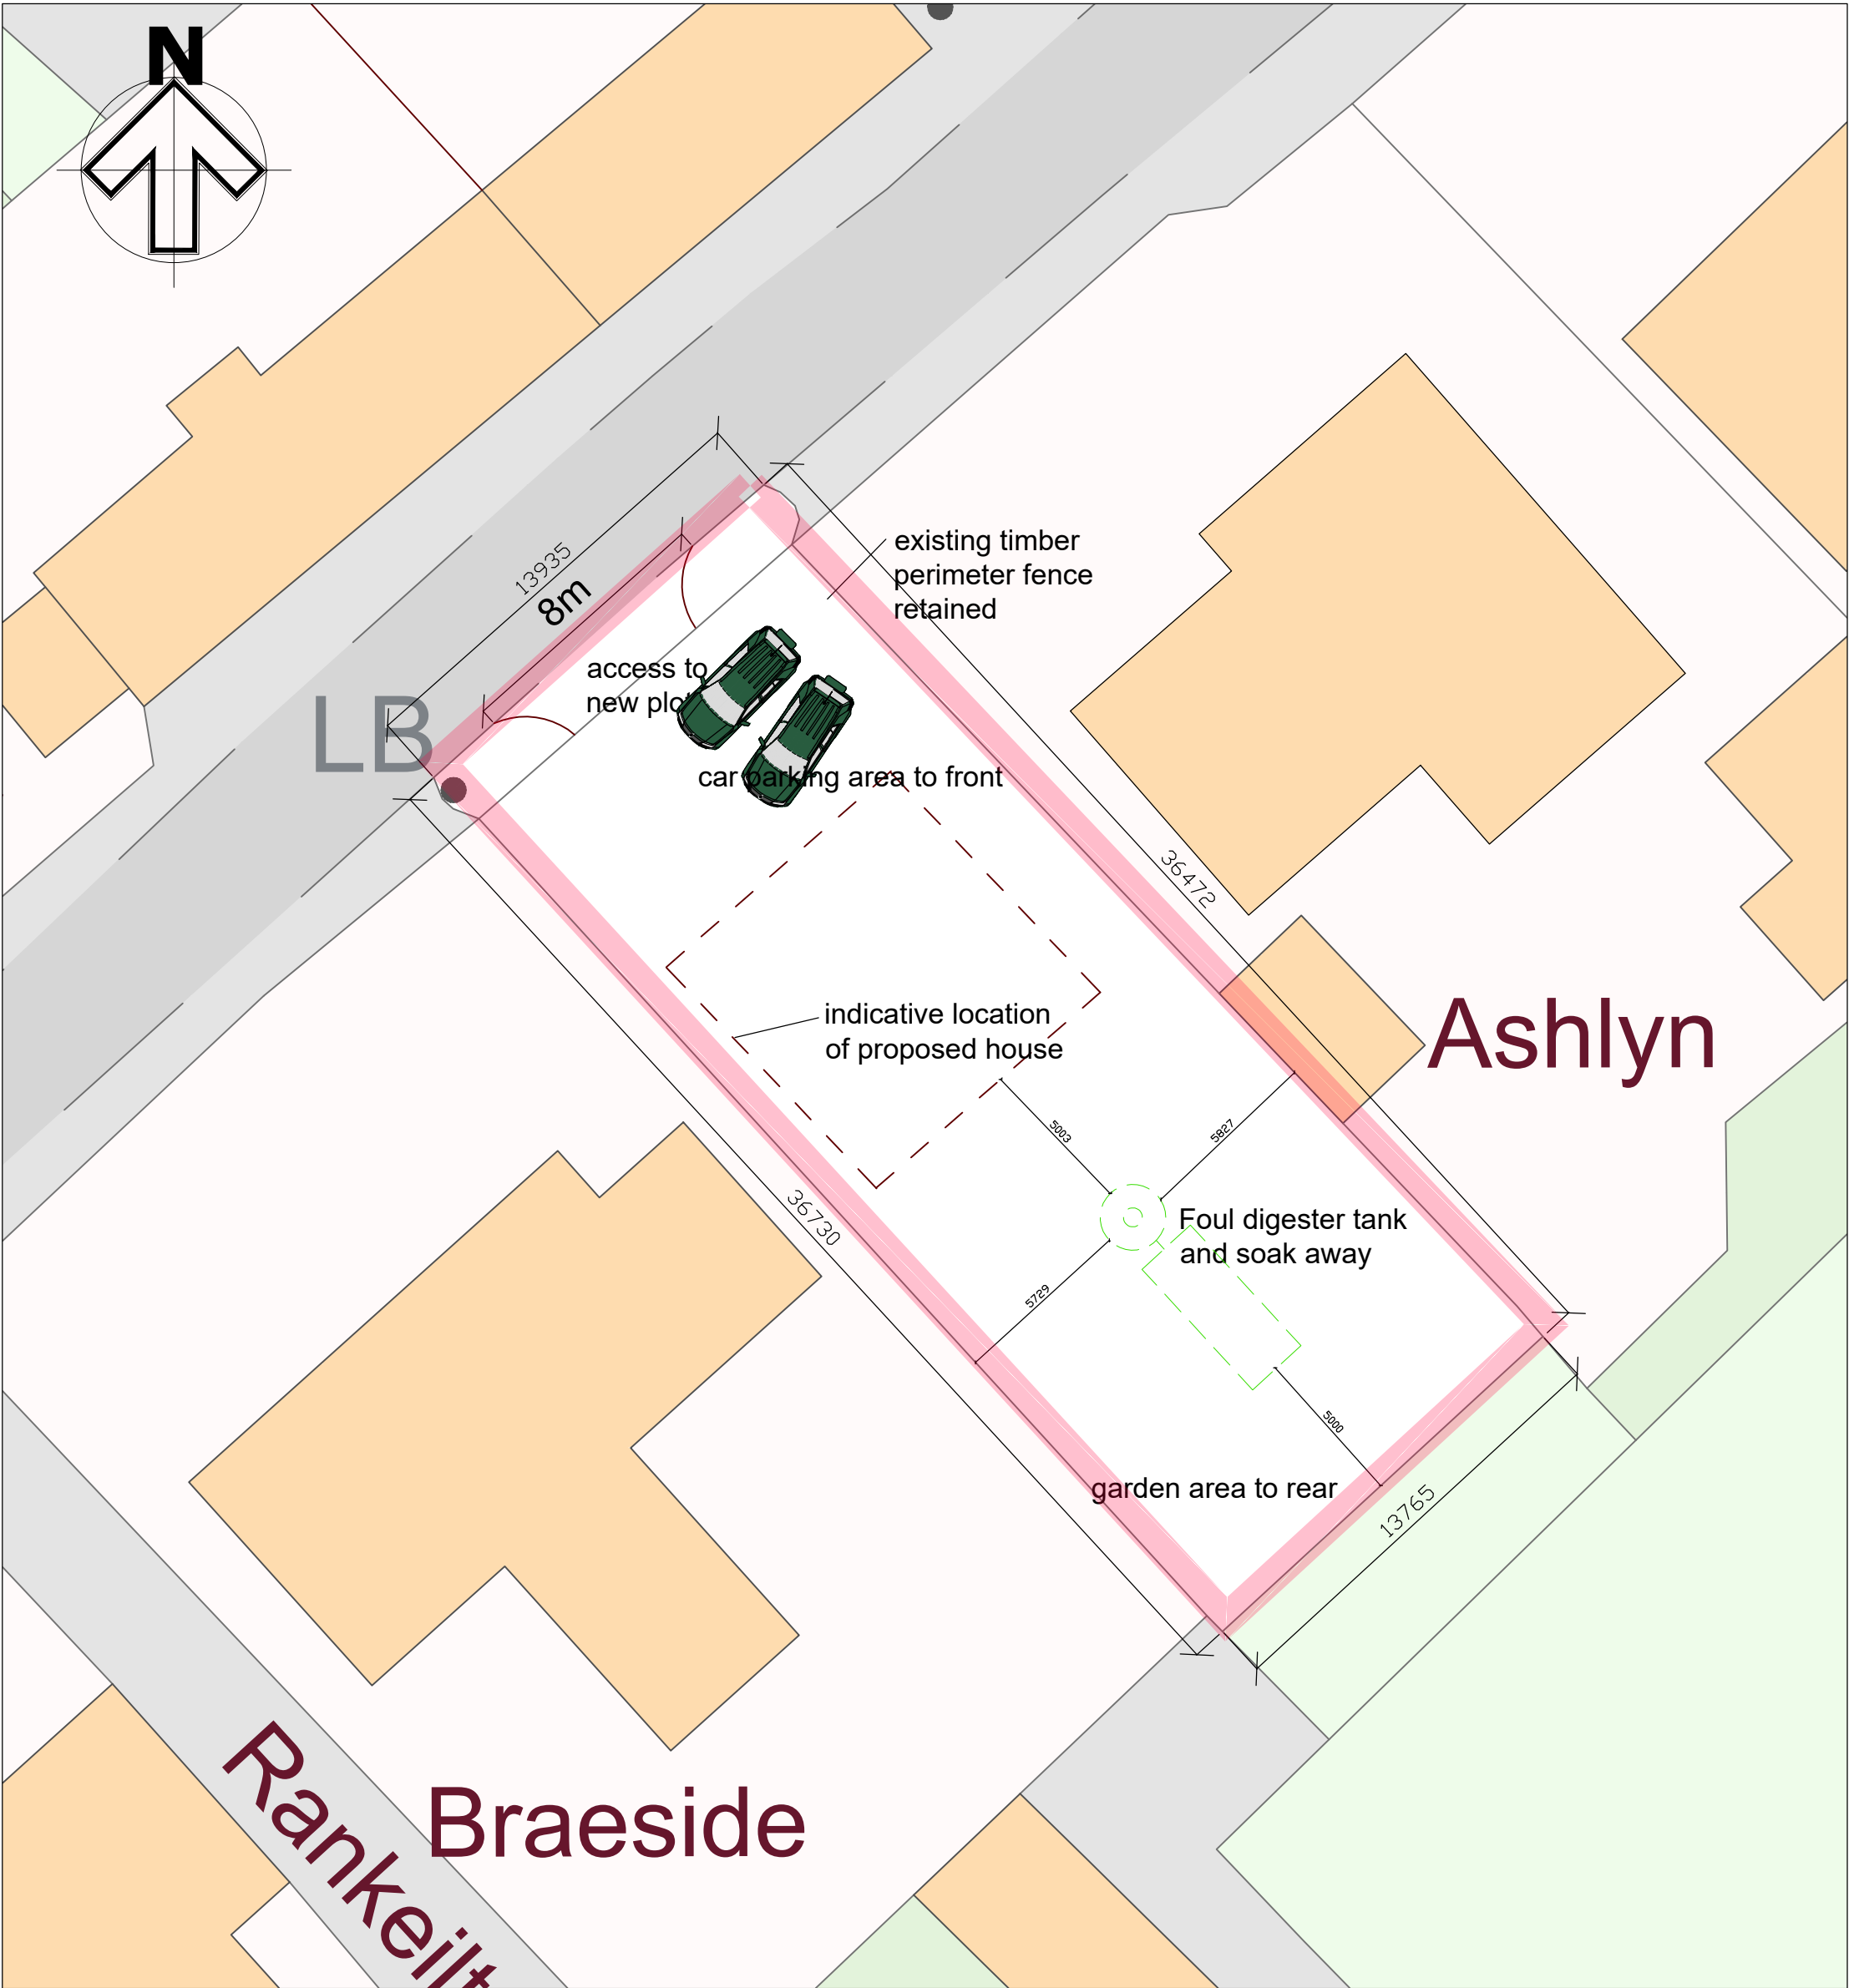 N
existing timber
perimeter fence
retained
13935
8m
access to
new plot
LB
car parking area to front
36472
indicative location
of proposed house
Ashlyn
5003
5827
36730
Foul digester tank
and soak away
5729
5000
garden area to rear
13765
Braeside
Rankeil